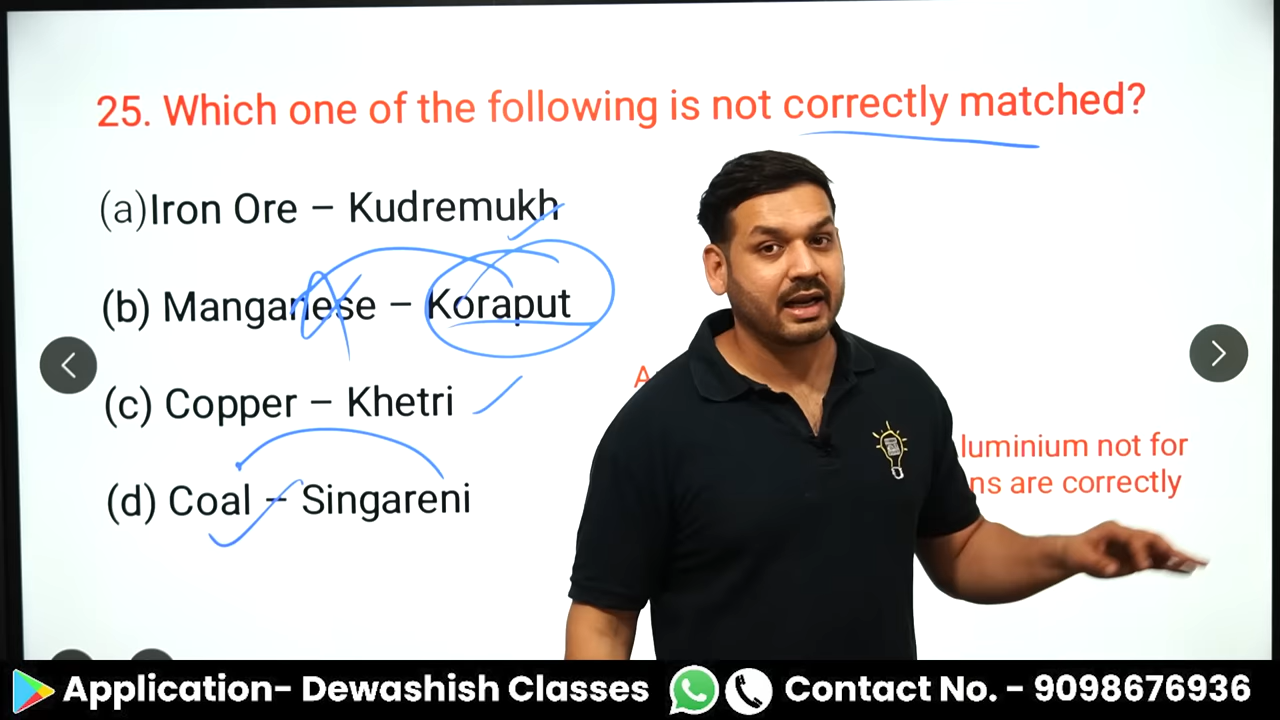 25. Which one of the following is not correctly matched?
(a)Iron Ore – Kudremukh
(b) Manganese – Koraput
(c) Copper – Khetri
(d) Coal – Singareni
luminium not for
ns are correctly
Application- Dewashish Classes
Contact No. - 9098676936